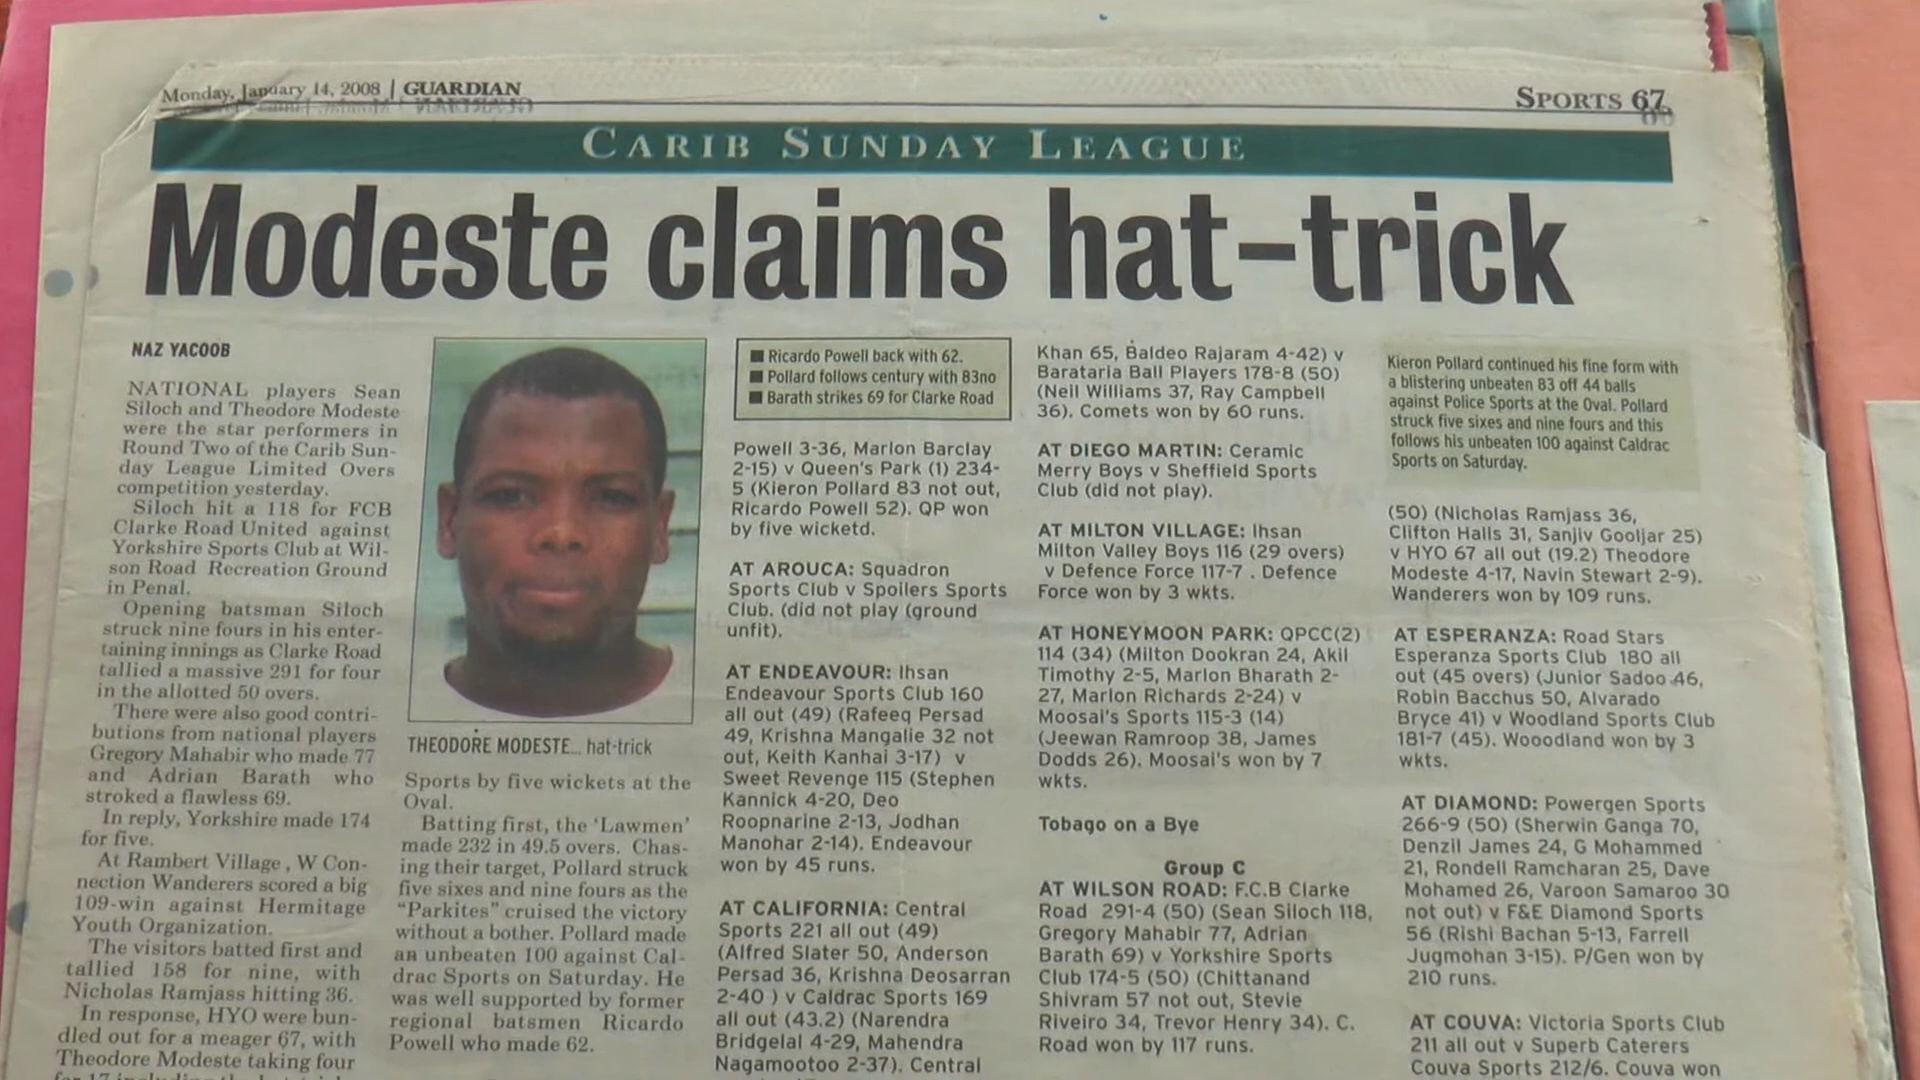 Monday, January 14, 2008 | GUARDIAN
SPORTS 67
CARIB SUNDAY LEAGUE
Modeste claims hat-trick
NAZ YACOOB
NATIONAL players Sean
Siloch and Theodore Modeste
were the star performers in
Round Two of the Carib Sun-
day League Limited Overs
competition yesterday.
Siloch hit a 118 for FCB
Clarke Road United against
Yorkshire Sports Club at Wil-
son Road Recreation Ground
in Penal.
Opening batsman Siloch
struck nine fours in his enter-
taining innings as Clarke Road
tallied a massive 291 for four
in the allotted 50 overs.
There were also good contri-
butions from national players
Gregory Mahabir who made 77
and Adrian Barath who
stroked a flawless 69.
In reply, Yorkshire made 174
for five.
At Rambert Village , W Con-
nection Wanderers scored a big
109-win against Hermitage
Youth Organization.
The visitors batted first and
tallied 158 for nine, with
Nicholas Ramjass hitting 36.
In response, HYO were bun-
dled out for a meager 67, with
Theodore Modeste taking four
THEODORE MODESTE... hat-trick
Sports by five wickets at the
Oval.
Batting first, the ‘Lawmen’
made 232 in 49.5 overs. Chas-
ing their target, Pollard struck
five sixes and nine fours as the
“Parkites” cruised the victory
without a bother. Pollard made
an unbeaten 100 against Cal-
drac Sports on Saturday. He
was well supported by former
regional batsmen Ricardo
Powell who made 62.
■ Ricardo Powell back with 62.
■ Pollard follows century with 83no
■ Barath strikes 69 for Clarke Road
Powell 3-36, Marlon Barclay
2-15) v Queen's Park (1) 234-
5 (Kieron Pollard 83 not out,
Ricardo Powell 52). QP won
by five wicketd.
AT AROUCA: Squadron
Sports Club v Spoilers Sports
Club. (did not play (ground
unfit).
AT ENDEAVOUR: Ihsan
Endeavour Sports Club 160
all out (49) (Rafeeq Persad
49, Krishna Mangalie 32 not
out, Keith Kanhai 3-17) v
Sweet Revenge 115 (Stephen
Kannick 4-20, Deo
Roopnarine 2-13, Jodhan
Manohar 2-14). Endeavour
won by 45 runs.
AT CALIFORNIA: Central
Sports 221 all out (49)
(Alfred Slater 50, Anderson
Persad 36, Krishna Deosarran
2-40 ) v Caldrac Sports 169
all out (43.2) (Narendra
Bridgelal 4-29, Mahendra
Nagamootoo 2-37). Central
Khan 65, Baldeo Rajaram 4-42) v
Barataria Ball Players 178-8 (50)
(Neil Williams 37, Ray Campbell
36). Comets won by 60 runs.
AT DIEGO MARTIN: Ceramic
Merry Boys v Sheffield Sports
Club (did not play).
AT MILTON VILLAGE: Ihsan
Milton Valley Boys 116 (29 overs)
v Defence Force 117-7 . Defence
Force won by 3 wkts.
AT HONEYMOON PARK: QPCC(2)
114 (34) (Milton Dookran 24, Akil
Timothy 2-5, Marlon Bharath 2-
27, Marlon Richards 2-24) v
Moosai's Sports 115-3 (14)
(Jeewan Ramroop 38, James
Dodds 26). Moosai's won by 7
wkts.
Tobago on a Bye
Group C
AT WILSON ROAD: F.C.B Clarke
Road 291-4 (50) (Sean Siloch 118,
Gregory Mahabir 77, Adrian
Barath 69) v Yorkshire Sports
Club 174-5 (50) (Chittanand
Shivram 57 not out, Stevie
Riveiro 34, Trevor Henry 34). C.
Road won by 117 runs.
Kieron Pollard continued his fine form with
a blistering unbeaten 83 off 44 balls
against Police Sports at the Oval. Pollard
struck five sixes and nine fours and this
follows his unbeaten 100 against Caldrac
Sports on Saturday.
(50) (Nicholas Ramjass 36,
Clifton Halls 31, Sanjiv Gooljar 25)
v HYO 67 all out (19.2) Theodore
Modeste 4-17, Navin Stewart 2-9).
Wanderers won by 109 runs.
AT ESPERANZA: Road Stars
Esperanza Sports Club 180 all
out (45 overs) (Junior Sadoo 46,
Robin Bacchus 50, Alvarado
Bryce 41) v Woodland Sports Club
181-7 (45). Wooodland won by 3
wkts.
AT DIAMOND: Powergen Sports
266-9 (50) (Sherwin Ganga 70,
Denzil James 24, G Mohammed
21, Rondell Ramcharan 25, Dave
Mohamed 26, Varoon Samaroo 30
not out) v F&E Diamond Sports
56 (Rishi Bachan 5-13, Farrell
Jugmohan 3-15). P/Gen won by
210 runs.
AT COUVA: Victoria Sports Club
211 all out v Superb Caterers
Couva Sports 212/6. Couva won